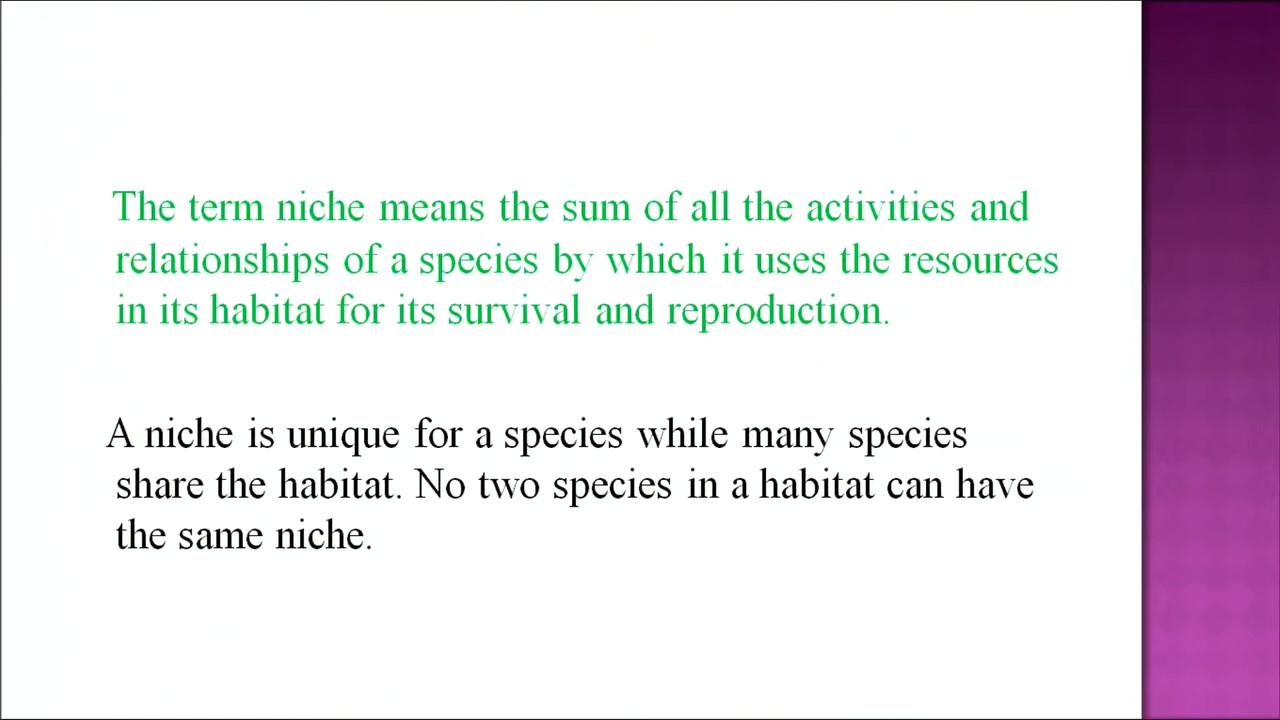 The term niche means the sum of all the activities and
relationships of a species by which it uses the resources
in its habitat for its survival and reproduction.
A niche is unique for a species while many species
share the habitat. No two species in a habitat can have
the same niche.